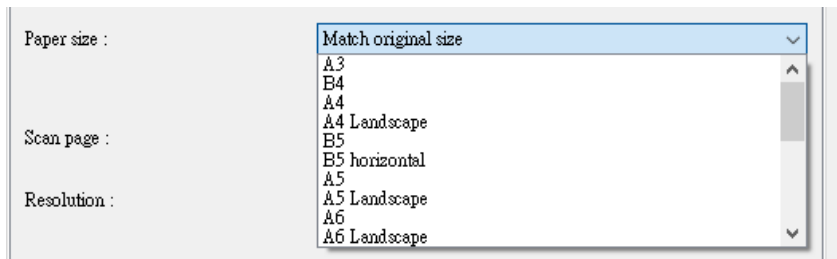 Paper size :
Match original size
A3
B4
A4
A4 Landscape
Scan page :
B5
B5 horizontal
A5
Resolution :
A5 Landscape
A6
A6 Landscape